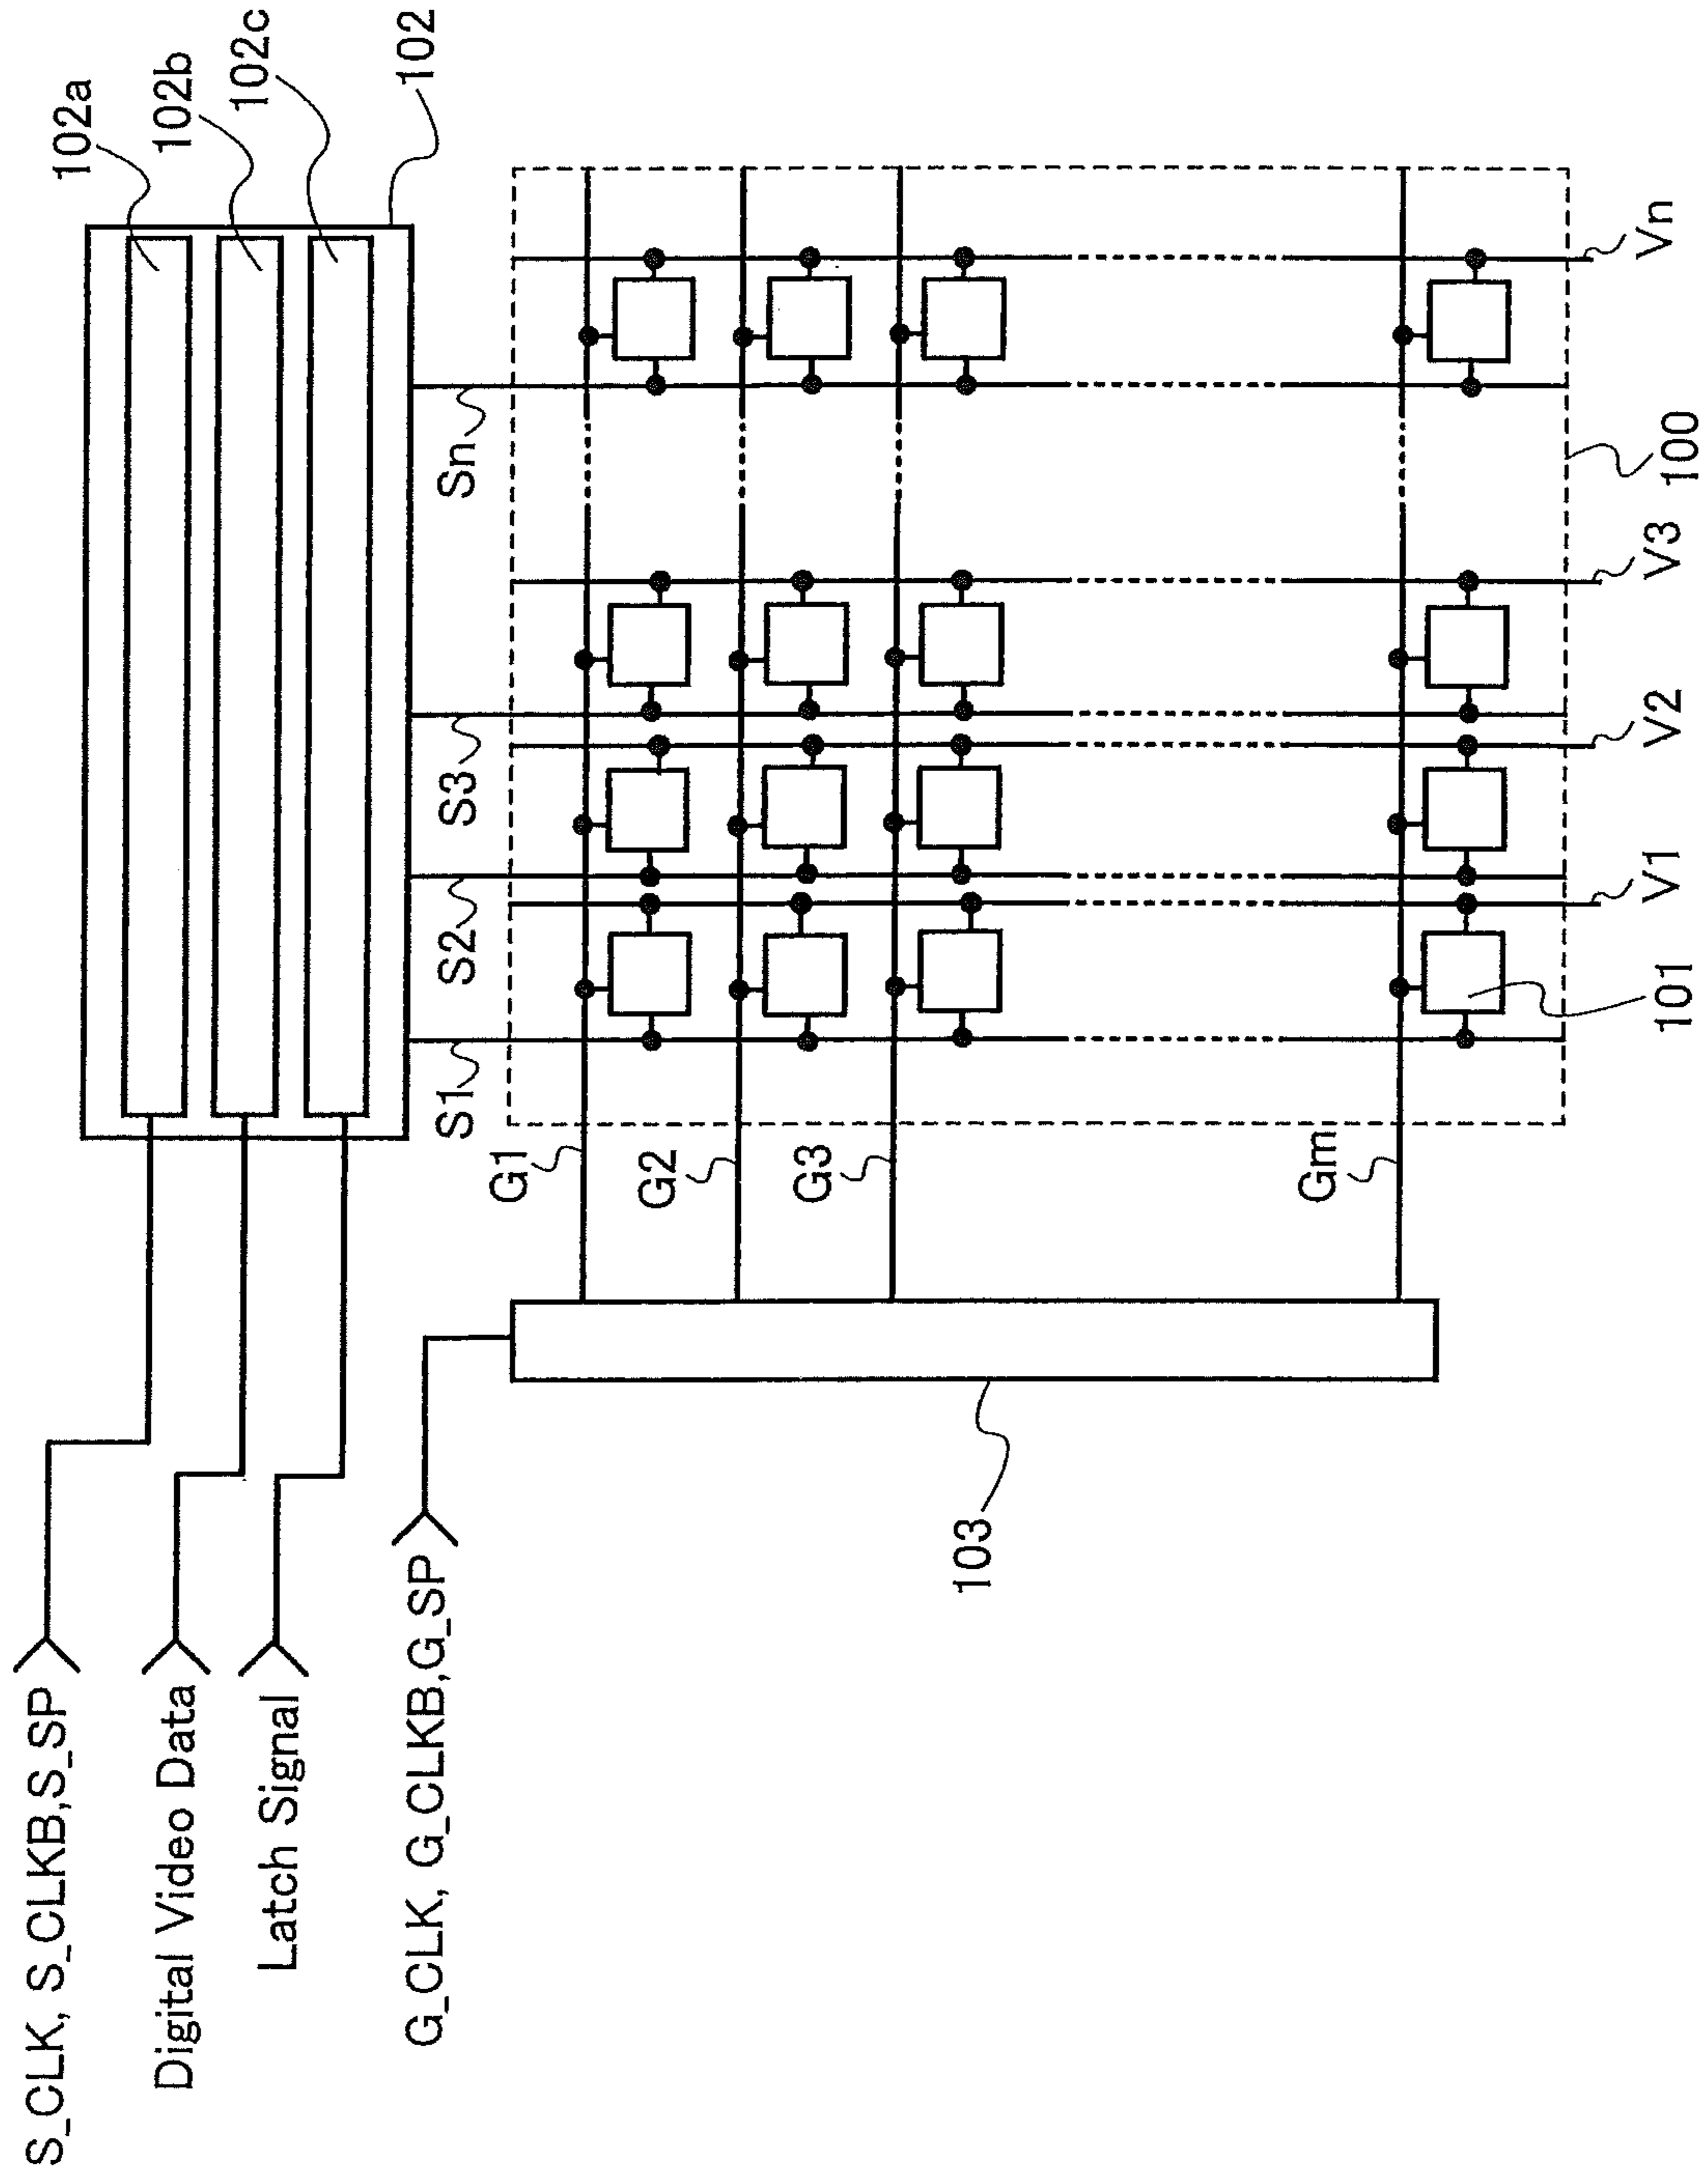 S_CLK, S_CLKB,S_SP
Digital Video Data
Latch Signal
G_CLK, G_CLKB,G_SP
102a
102b
102c
102
S1
S2
S3
Sn
G1
G2
G3
Gm
103
101
V1
V2
V3
100
Vn